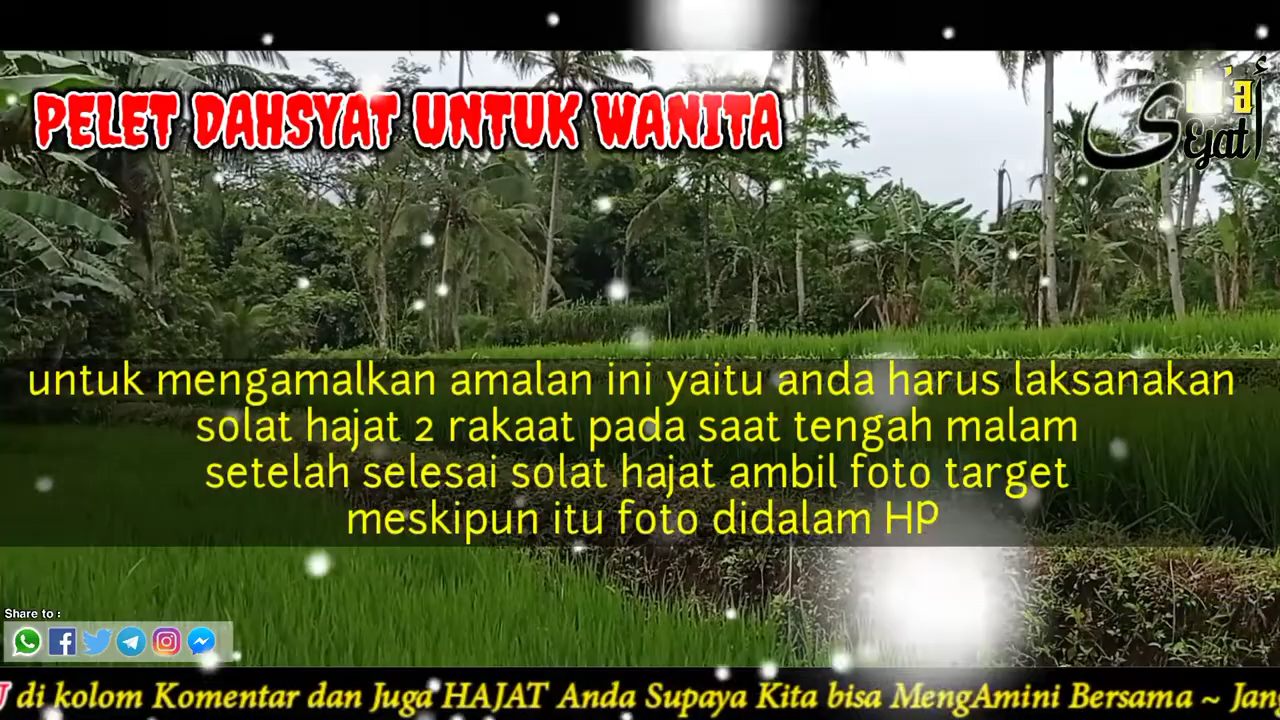 PELET DAHSYAT UNTUK WANITA
Ejati
untuk mengamalkan amalan ini yaitu anda harus laksanakan
solat hajat 2 rakaat pada saat tengah malam
setelah selesai solat hajat ambil foto target
meskipun itu foto didalam HP
Share to :
di kolom Komentar dan Juga HAJAT Anda Supaya Kita bisa MengAmini Bersama ~